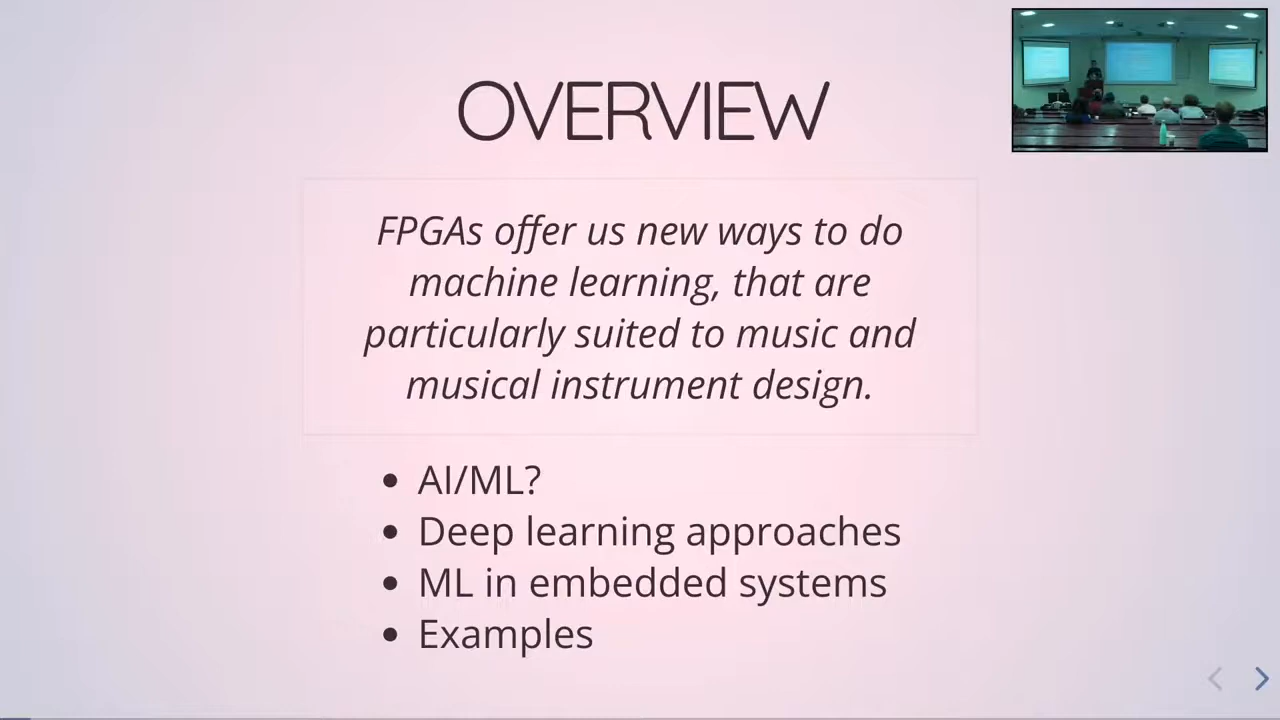 OVERVIEW
FPGAs offer us new ways to do
machine learning, that are
particularly suited to music and
musical instrument design.
AI/ML?
Deep learning approaches
ML in embedded systems
Examples